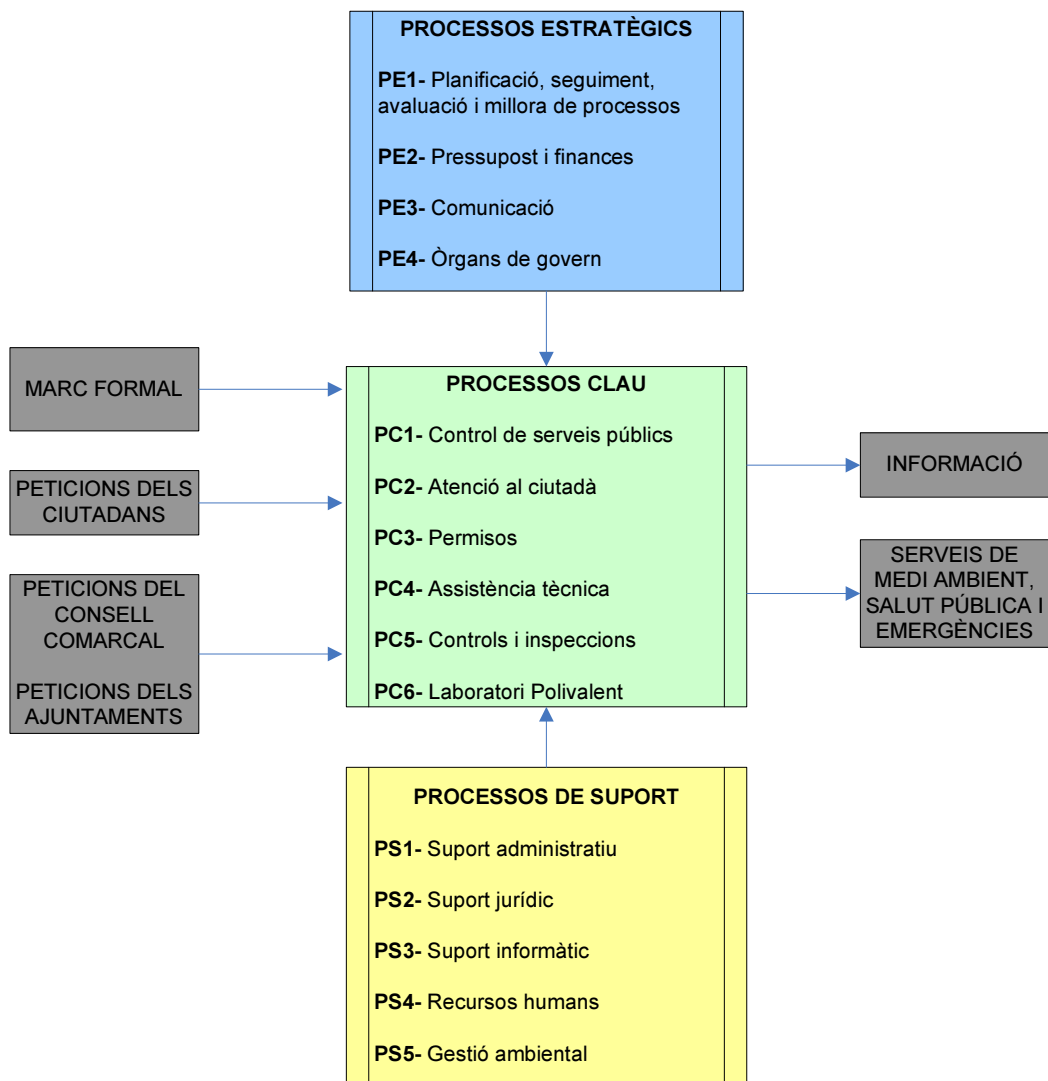 PROCESSOS ESTRATÈGICS
PE1- Planificació, seguiment,
avaluació i millora de processos
PE2- Pressupost i finances
PE3- Comunicació
PE4- Òrgans de govern
MARC FORMAL
PETICIONS DELS
CIUTADANS
PETICIONS DEL
CONSELL
COMARCAL
PETICIONS DELS
AJUNTAMENTS
PROCESSOS CLAU
PC1- Control de serveis públics
PC2- Atenció al ciutadà
PC3- Permisos
PC4- Assistència tècnica
PC5- Controls i inspeccions
PC6- Laboratori Polivalent
INFORMACIÓ
SERVEIS DE
MEDI AMBIENT,
SALUT PÚBLICA I
EMERGÈNCIES
PROCESSOS DE SUPORT
PS1- Suport administratiu
PS2- Suport jurídic
PS3- Suport informàtic
PS4- Recursos humans
PS5- Gestió ambiental